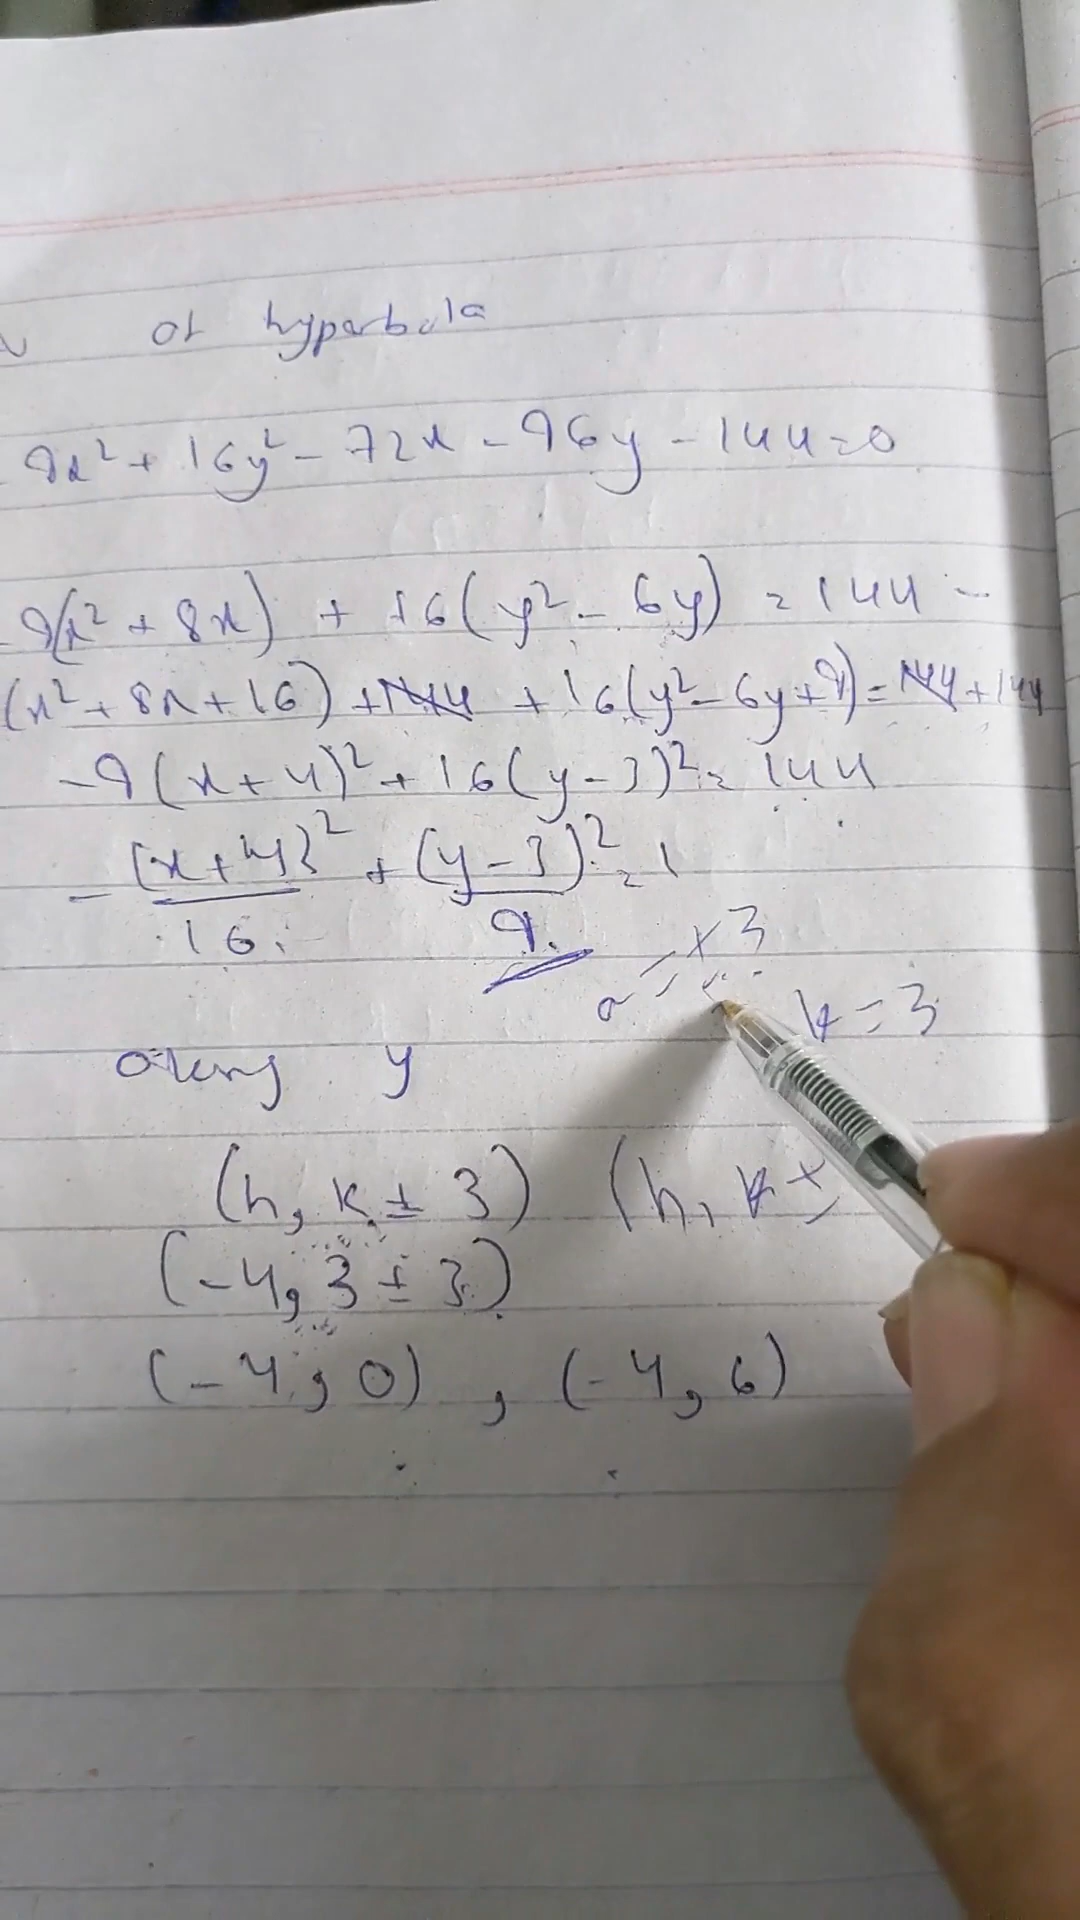 of hyperbola
- 9x² + 16y² - 72x - 96y - 144 = 0
- 9(x² + 8x) + 16(y² - 6y) = 144 -
(x² + 8x + 16) + 144 + 16(y² - 6y + 9) = 144 + 144
- 9(x + 4)² + 16(y - 3)² = 144
- (x + 4)²/16 + (y - 3)²/9 = 1
a = ± 3
k = 3
along y
(h, k ± 3) (h, k ±
(-4, 3 ± 3)
(-4, 0) , (-4, 6)